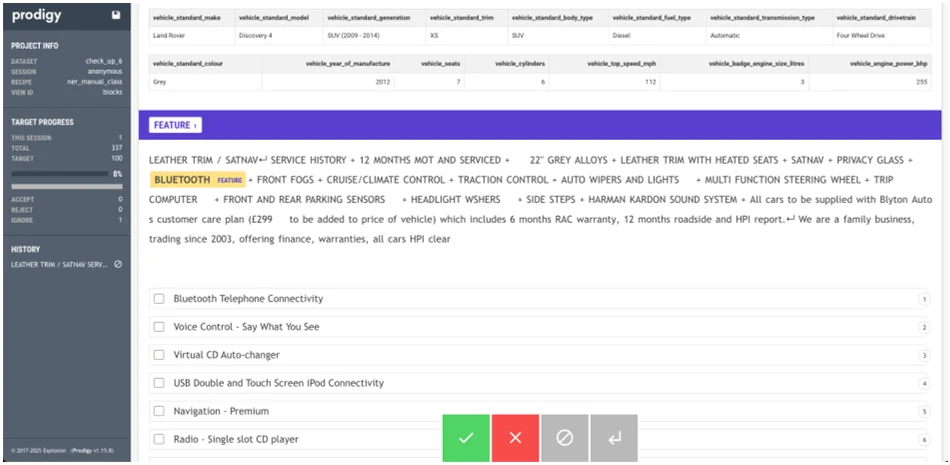 prodigy
PROJECT INFO
DATASET check_up_6
SESSION anonymous
RECIPE ner_manual_class
VIEW ID blocks
TARGET PROGRESS
THIS SESSION 1
TOTAL 337
TARGET 100
0%
ACCEPT 0
REJECT 0
IGNORE 1
HISTORY
LEATHER TRIM / SATNAV SERV...
© 2017-2025 Explosion (Prodigy v1.15.8)
vehicle_standard_make vehicle_standard_model vehicle_standard_generation vehicle_standard_trim vehicle_standard_body_type vehicle_standard_fuel_type vehicle_standard_transmission_type vehicle_standard_drivetrain
Land Rover Discovery 4 SUV (2009 - 2014) XS SUV Diesel Automatic Four Wheel Drive
vehicle_standard_colour vehicle_year_of_manufacture vehicle_seats vehicle_cylinders vehicle_top_speed_mph vehicle_badge_engine_size_litres vehicle_engine_power_bhp
Grey 2012 7 6 112 3 255
FEATURE 1
LEATHER TRIM / SATNAV↵ SERVICE HISTORY + 12 MONTHS MOT AND SERVICED + 22" GREY ALLOYS + LEATHER TRIM WITH HEATED SEATS + SATNAV + PRIVACY GLASS +
BLUETOOTH FEATURE + FRONT FOGS + CRUISE/CLIMATE CONTROL + TRACTION CONTROL + AUTO WIPERS AND LIGHTS + MULTI FUNCTION STEERING WHEEL + TRIP
COMPUTER + FRONT AND REAR PARKING SENSORS + HEADLIGHT WSHERS + SIDE STEPS + HARMAN KARDON SOUND SYSTEM + All cars to be supplied with Blyton Auto
s customer care plan (£299 to be added to price of vehicle) which includes 6 months RAC warranty, 12 months roadside and HPI report.↵ We are a family business,
trading since 2003, offering finance, warranties, all cars HPI clear
Bluetooth Telephone Connectivity 1
Voice Control - Say What You See 2
Virtual CD Auto-changer 3
USB Double and Touch Screen iPod Connectivity 4
Navigation - Premium 5
Radio - Single slot CD player 6